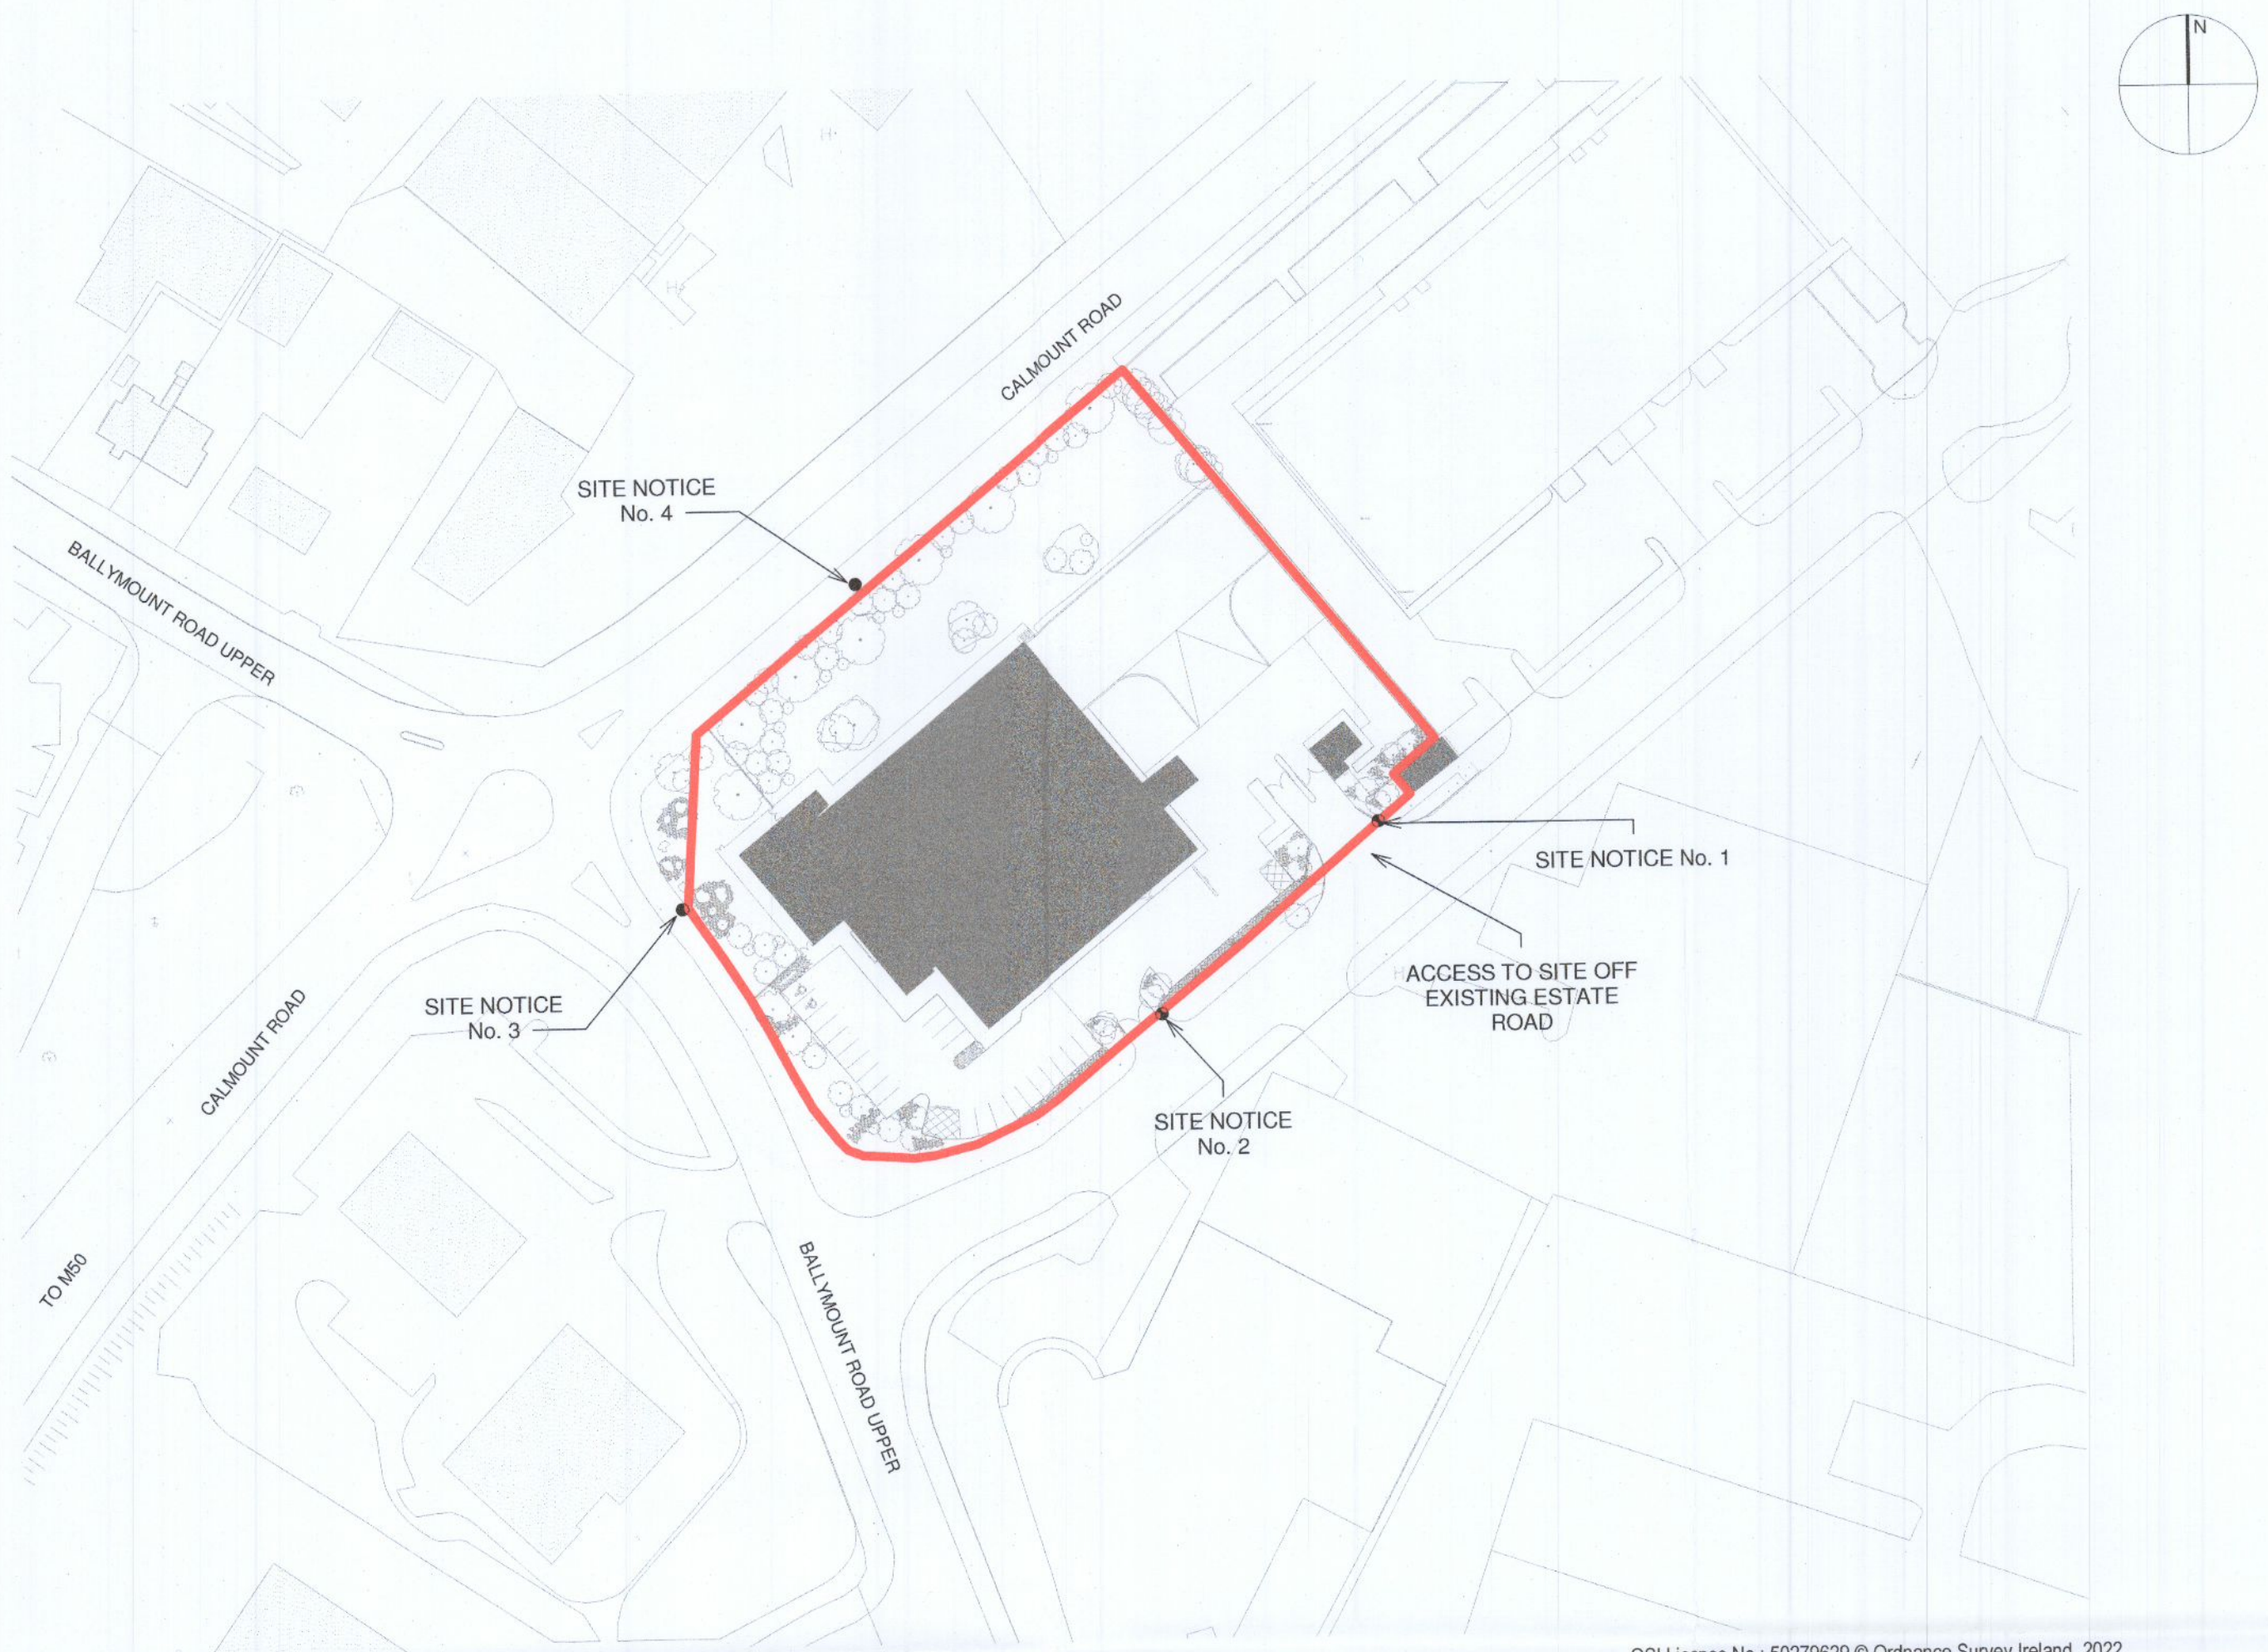 N
CALMOUNT ROAD
SITE NOTICE
No. 4
BALLYMOUNT ROAD UPPER
SITE NOTICE No. 1
ACCESS TO SITE OFF
EXISTING ESTATE
ROAD
SITE NOTICE
No. 3
CALMOUNT ROAD
SITE NOTICE
No. 2
TO M50
BALLYMOUNT ROAD UPPER
Ordnance Survey Ireland, 2022